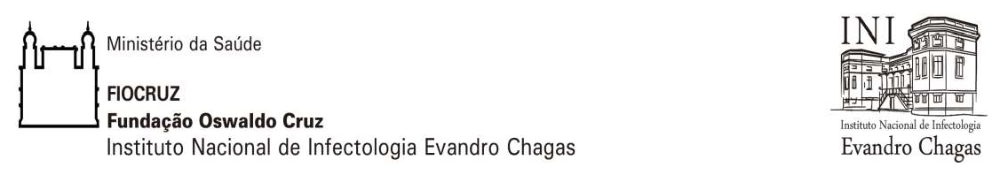 Ministério da Saúde
FIOCRUZ
Fundação Oswaldo Cruz
Instituto Nacional de Infectologia Evandro Chagas
INI
Instituto Nacional de Infectologia
Evandro Chagas